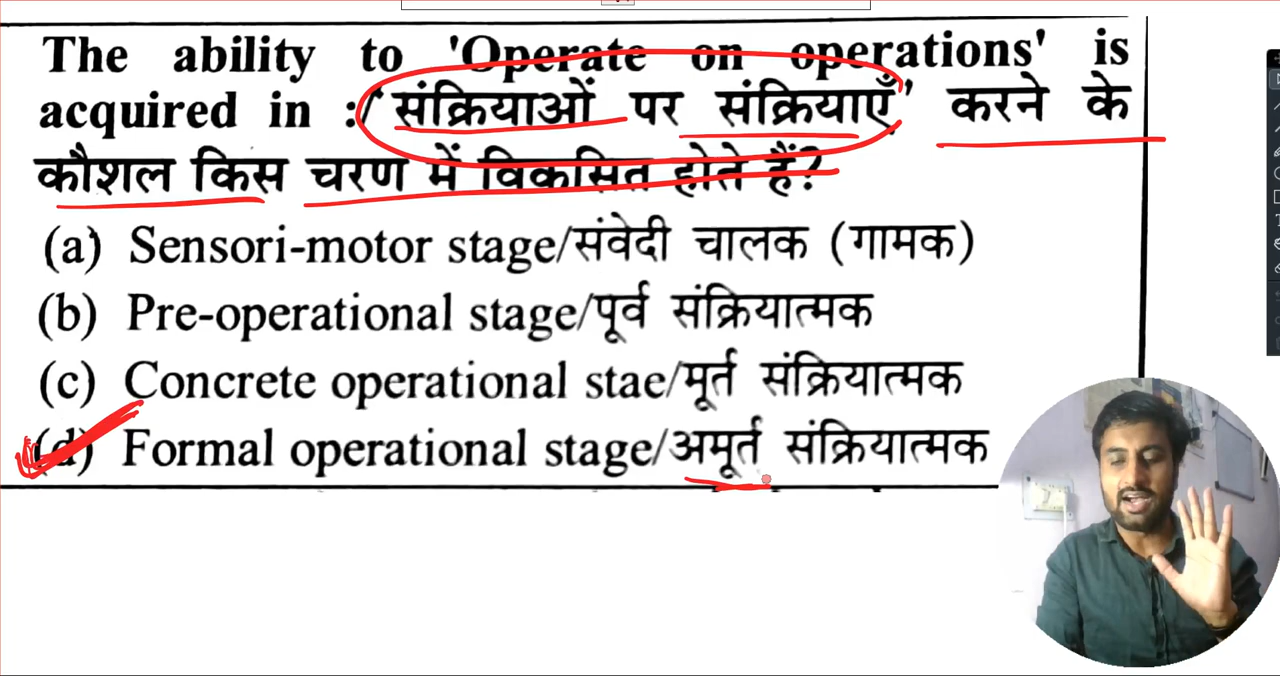 The ability to 'Operate on operations' is
acquired in :/'संक्रियाओं पर संक्रियाएँ' करने के
कौशल किस चरण में विकसित होते हैं?
(a) Sensori-motor stage/संवेदी चालक (गामक)
(b) Pre-operational stage/पूर्व संक्रियात्मक
(c) Concrete operational stae/मूर्त संक्रियात्मक
(d) Formal operational stage/अमूर्त संक्रियात्मक